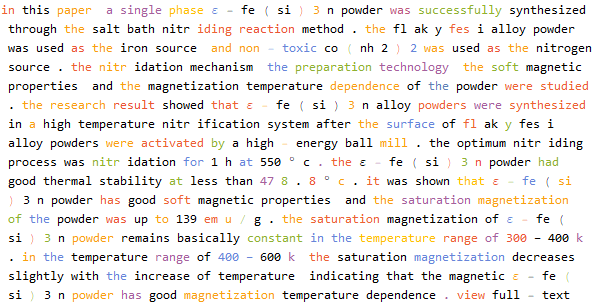 in this paper a single phase ε – fe ( si ) 3 n powder was successfully synthesized
through the salt bath nitr iding reaction method . the fl ak y fes i alloy powder
was used as the iron source and non – toxic co ( nh 2 ) 2 was used as the nitrogen
source . the nitr idation mechanism the preparation technology the soft magnetic
properties and the magnetization temperature dependence of the powder were studied
. the research result showed that ε – fe ( si ) 3 n alloy powders were synthesized
in a high temperature nitr ification system after the surface of fl ak y fes i
alloy powders were activated by a high – energy ball mill . the optimum nitr iding
process was nitr idation for 1 h at 550 ° c . the ε – fe ( si ) 3 n powder had
good thermal stability at less than 47 8 . 8 ° c . it was shown that ε – fe ( si
) 3 n powder has good soft magnetic properties and the saturation magnetization
of the powder was up to 139 em u / g . the saturation magnetization of ε – fe (
si ) 3 n powder remains basically constant in the temperature range of 300 – 400 k
. in the temperature range of 400 – 600 k the saturation magnetization decreases
slightly with the increase of temperature indicating that the magnetic ε – fe (
si ) 3 n powder has good magnetization temperature dependence . view full – text